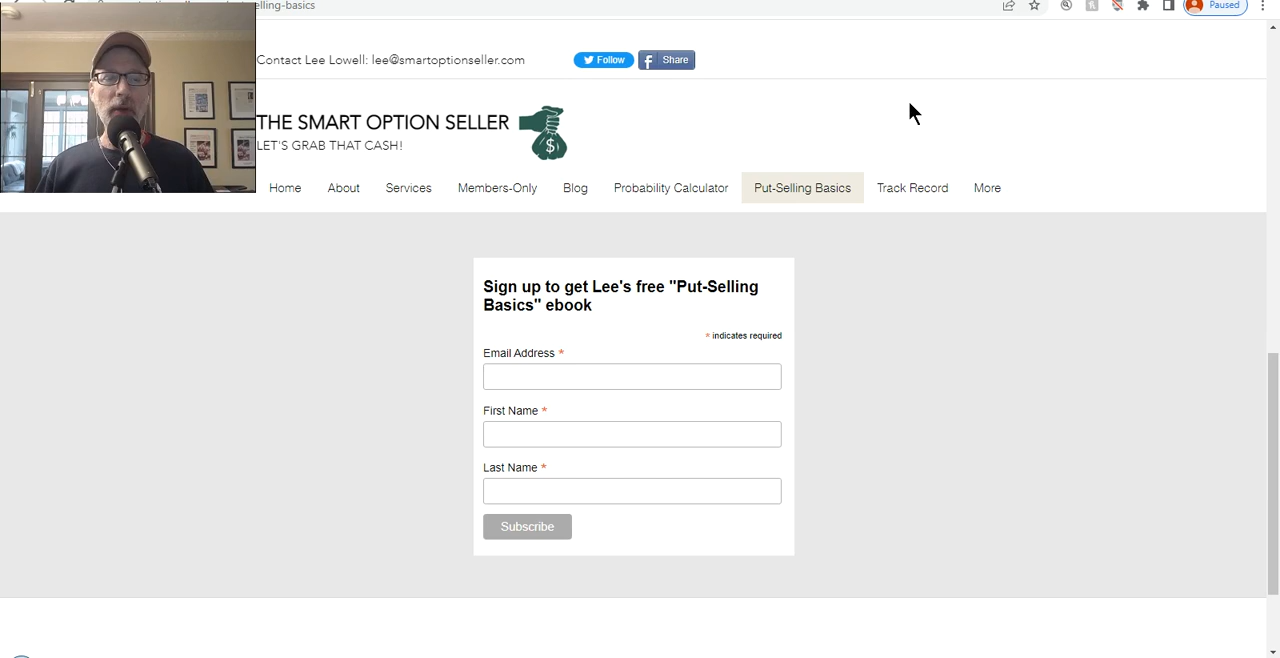 elling-basics
Paused
Contact Lee Lowell: lee@smartoptionseller.com
Follow
Share
THE SMART OPTION SELLER
LET'S GRAB THAT CASH!
$
Home About Services Members-Only Blog Probability Calculator Put-Selling Basics Track Record More
Sign up to get Lee's free "Put-Selling
Basics" ebook
* indicates required
Email Address *
First Name *
Last Name *
Subscribe